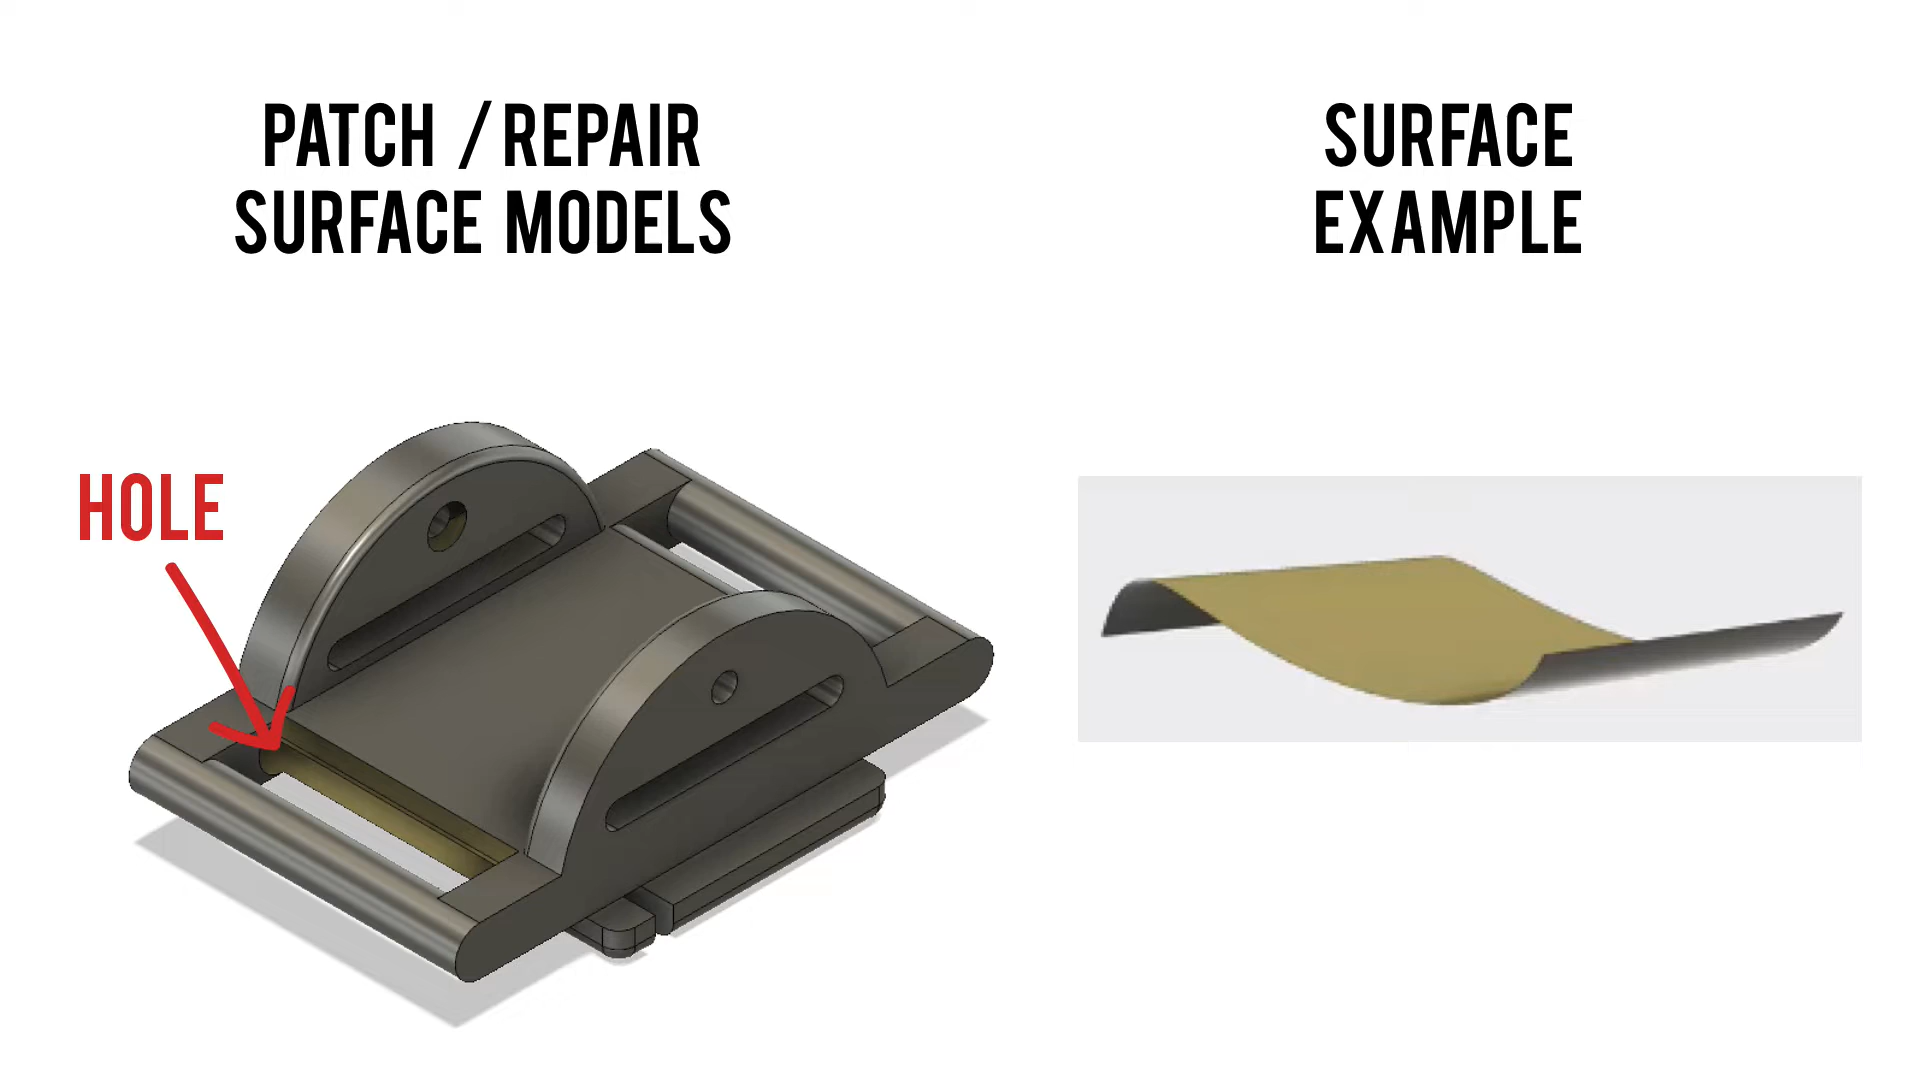 PATCH / REPAIR
SURFACE MODELS
SURFACE
EXAMPLE
HOLE